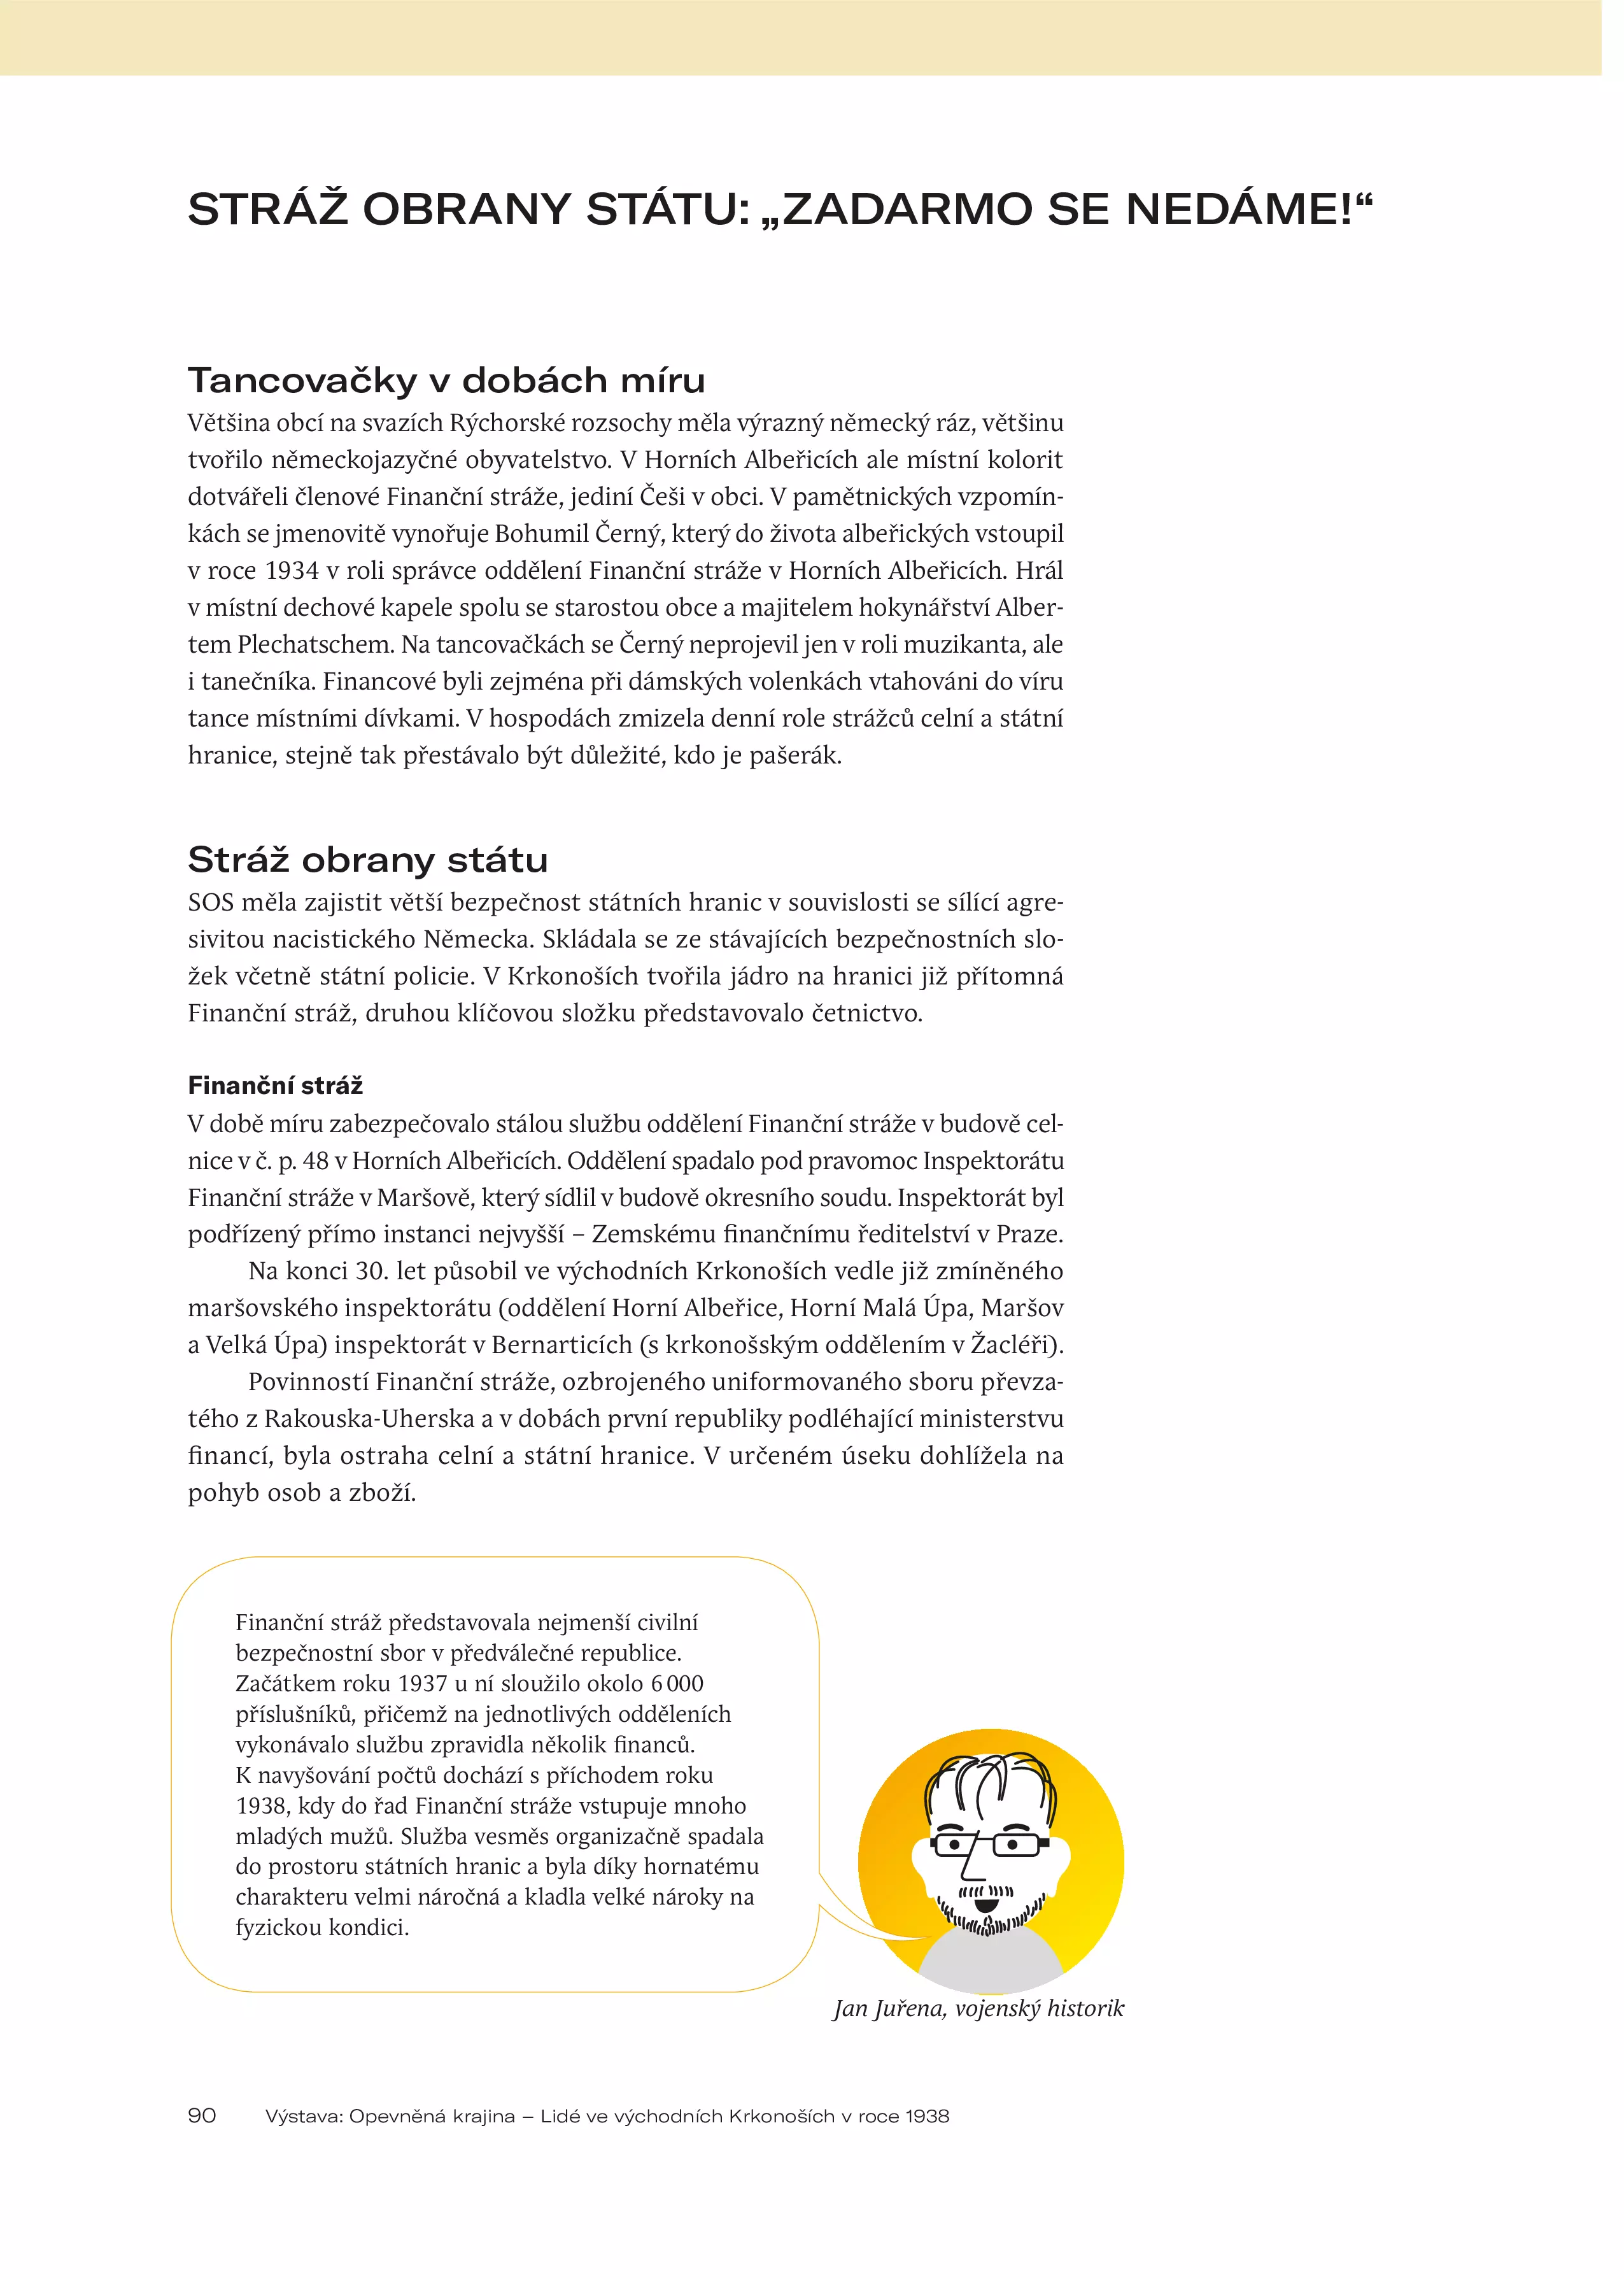 STRÁŽ OBRANY STÁTU: „ZADARMO SE NEDÁME!“
Tancovačky v dobách míru
Většina obcí na svazích Rýchorské rozsochy měla výrazný německý ráz, většinu
tvořilo německojazyčné obyvatelstvo. V Horních Albeřicích ale místní kolorit
dotvářeli členové Finanční stráže, jediní Češi v obci. V pamětnických vzpomín-
kách se jmenovitě vynořuje Bohumil Černý, který do života albeřických vstoupil
v roce 1934 v roli správce oddělení Finanční stráže v Horních Albeřicích. Hrál
v místní dechové kapele spolu se starostou obce a majitelem hokynářství Alber-
tem Plechatschem. Na tancovačkách se Černý neprojevil jen v roli muzikanta, ale
i tanečníka. Financové byli zejména při dámských volenkách vtahováni do víru
tance místními dívkami. V hospodách zmizela denní role strážců celní a státní
hranice, stejně tak přestávalo být důležité, kdo je pašerák.
Stráž obrany státu
SOS měla zajistit větší bezpečnost státních hranic v souvislosti se sílící agre-
sivitou nacistického Německa. Skládala se ze stávajících bezpečnostních slo-
žek včetně státní policie. V Krkonoších tvořila jádro na hranici již přítomná
Finanční stráž, druhou klíčovou složku představovalo četnictvo.
Finanční stráž
V době míru zabezpečovalo stálou službu oddělení Finanční stráže v budově cel-
nice v č. p. 48 v Horních Albeřicích. Oddělení spadalo pod pravomoc Inspektorátu
Finanční stráže v Maršově, který sídlil v budově okresního soudu. Inspektorát byl
podřízený přímo instanci nejvyšší – Zemskému finančnímu ředitelství v Praze.
Na konci 30. let působil ve východních Krkonoších vedle již zmíněného
maršovského inspektorátu (oddělení Horní Albeřice, Horní Malá Úpa, Maršov
a Velká Úpa) inspektorát v Bernarticích (s krkonošským oddělením v Žacléři).
Povinností Finanční stráže, ozbrojeného uniformovaného sboru převza-
tého z Rakouska-Uherska a v dobách první republiky podléhající ministerstvu
financí, byla ostraha celní a státní hranice. V určeném úseku dohlížela na
pohyb osob a zboží.
Finanční stráž představovala nejmenší civilní
bezpečnostní sbor v předválečné republice.
Začátkem roku 1937 u ní sloužilo okolo 6 000
příslušníků, přičemž na jednotlivých odděleních
vykonávalo službu zpravidla několik financů.
K navyšování počtů dochází s příchodem roku
1938, kdy do řad Finanční stráže vstupuje mnoho
mladých mužů. Služba vesměs organizačně spadala
do prostoru státních hranic a byla díky hornatému
charakteru velmi náročná a kladla velké nároky na
fyzickou kondici.
Jan Juřena, vojenský historik
90 Výstava: Opevněná krajina – Lidé ve východních Krkonoších v roce 1938